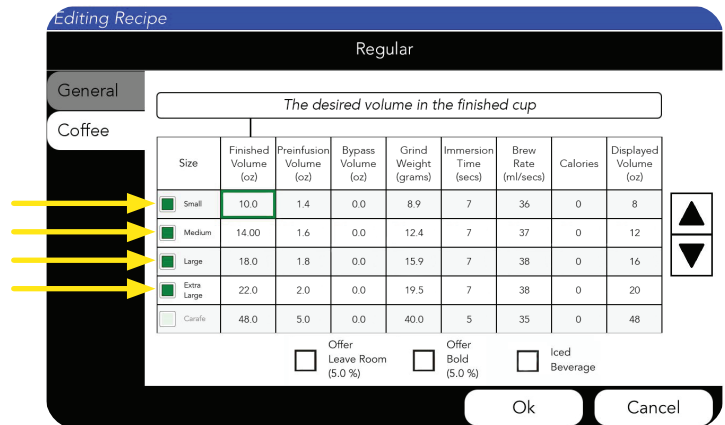 Editing Recipe
Regular
General
Coffee
The desired volume in the finished cup
Size Finished Volume (oz) Preinfusion Volume (oz) Bypass Volume (oz) Grind Weight (grams) Immersion Time (secs) Brew Rate (ml/secs) Calories Displayed Volume (oz)
Small 10.0 1.4 0.0 8.9 7 36 0 8
Medium 14.00 1.6 0.0 12.4 7 37 0 12
Large 18.0 1.8 0.0 15.9 7 38 0 16
Extra Large 22.0 2.0 0.0 19.5 7 38 0 20
Carafe 48.0 5.0 0.0 40.0 5 35 0 48
Offer Leave Room (5.0 %)
Offer Bold (5.0 %)
Iced Beverage
Ok Cancel